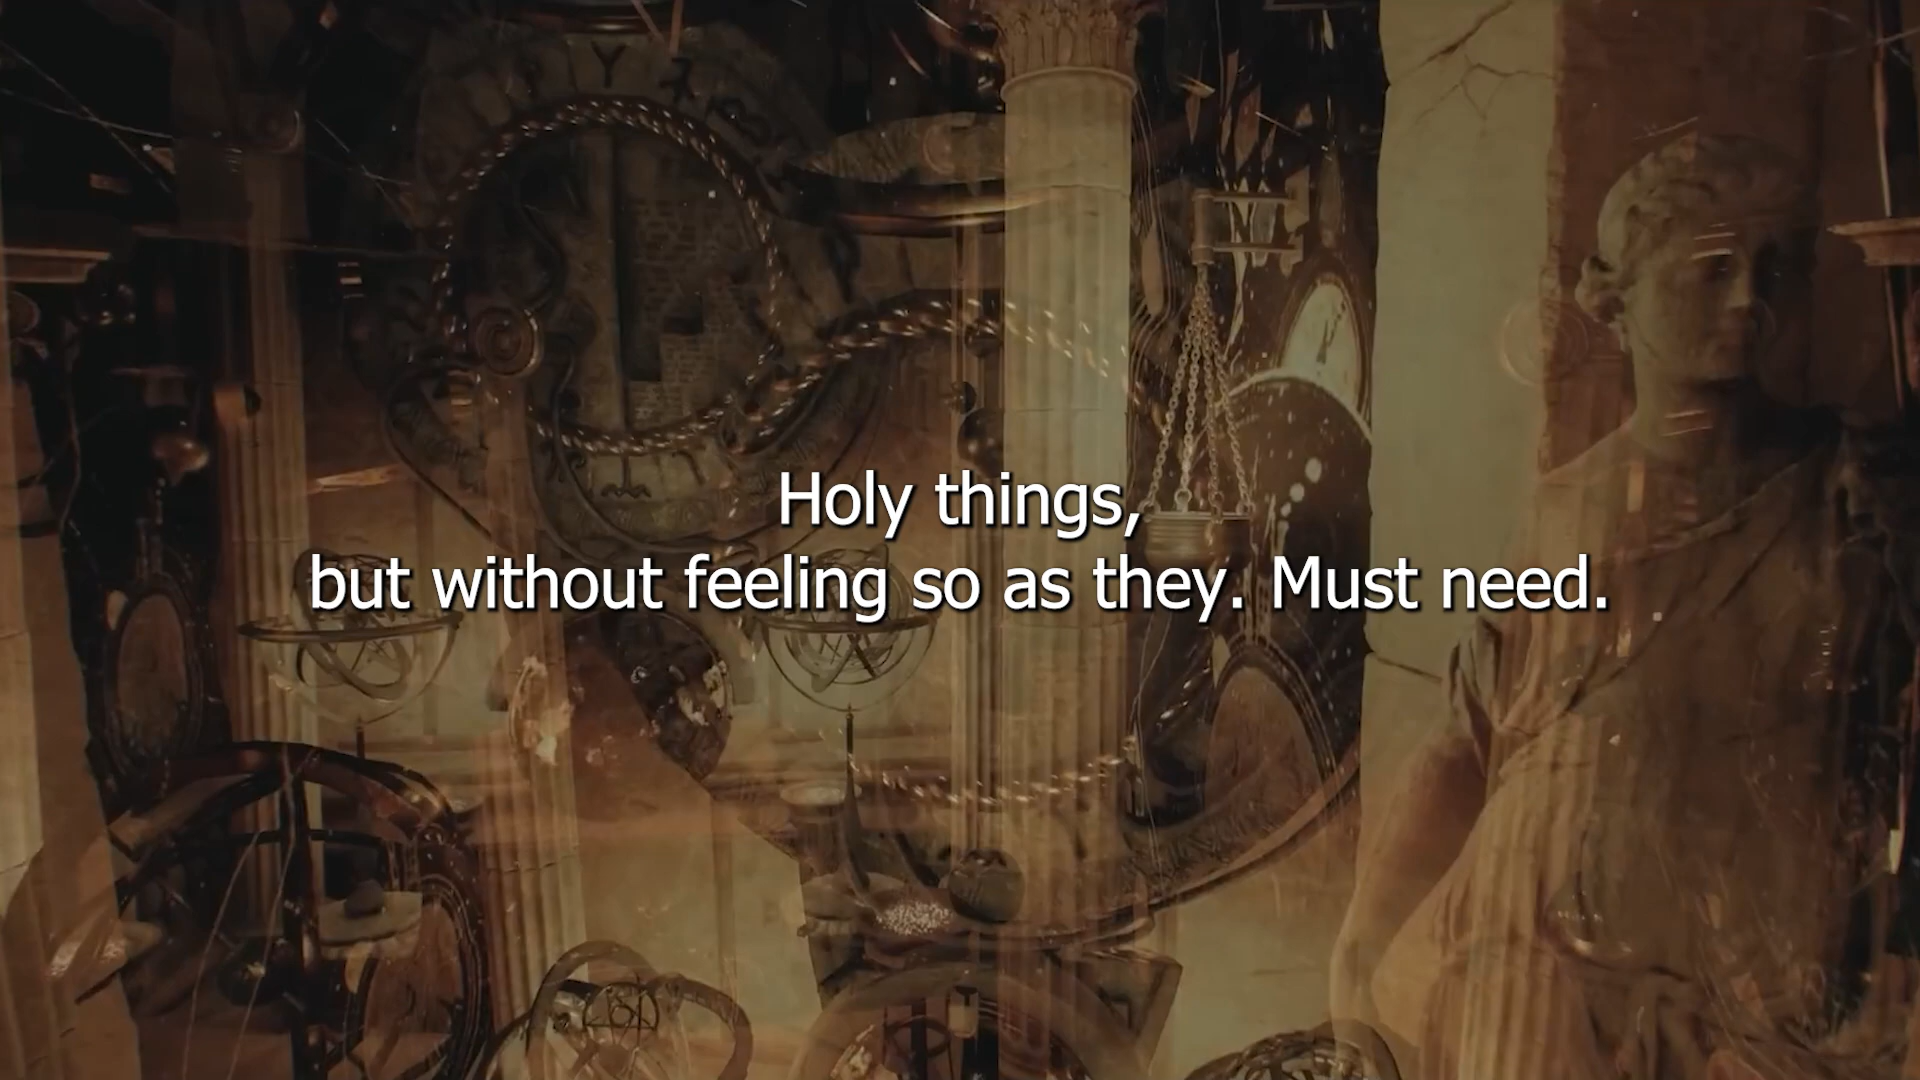 Holy things,
but without feeling so as they. Must need.